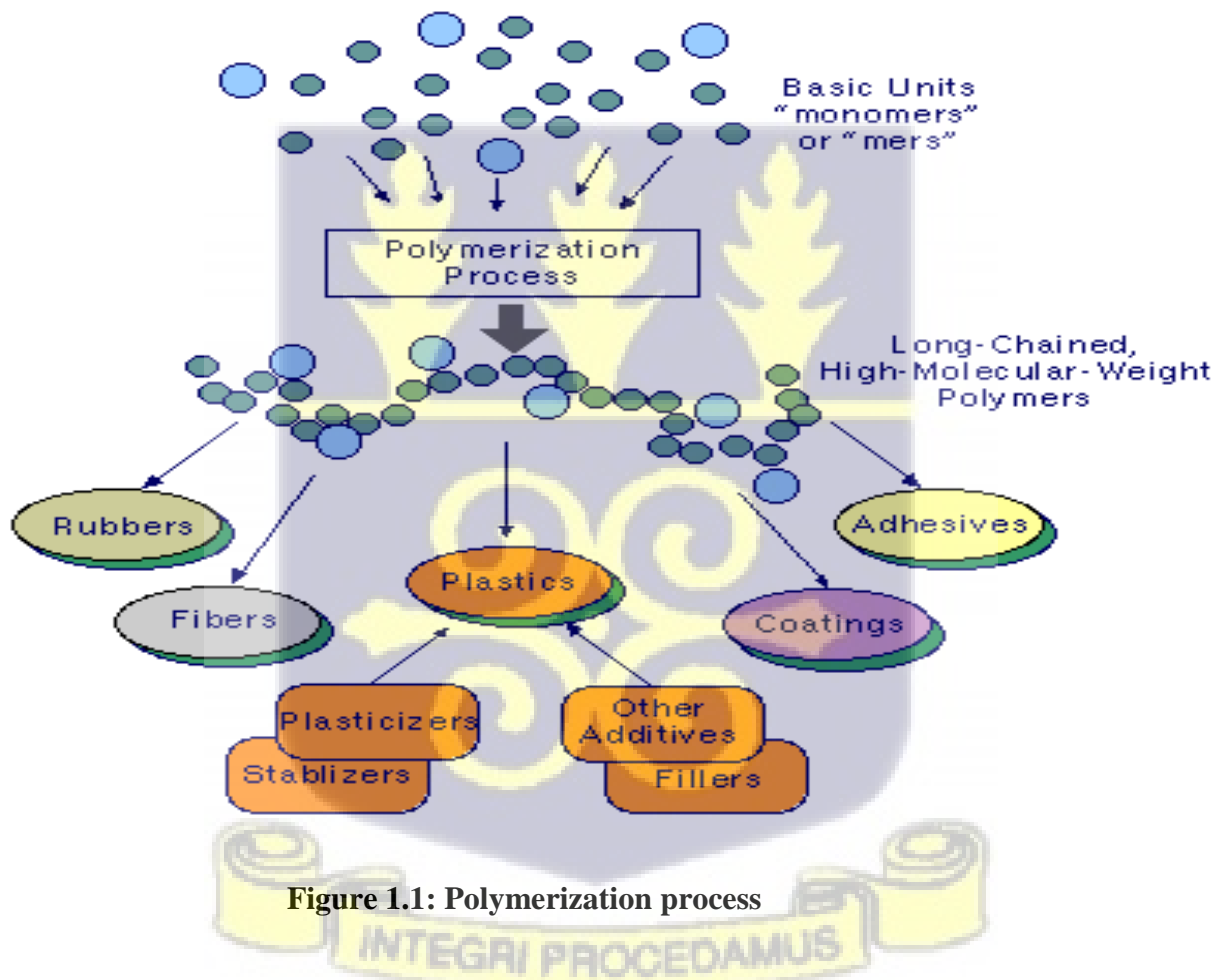 Basic Units
"monomers"
or "mers"
Polymerization
Process
Long-Chained,
High-Molecular-Weight
Polymers
Rubbers
Adhesives
Plastics
Fibers
Coatings
Plasticizers
Other
Additives
Stablizers
Fillers
Figure 1.1: Polymerization process
INTEGRI PROCEDAMUS